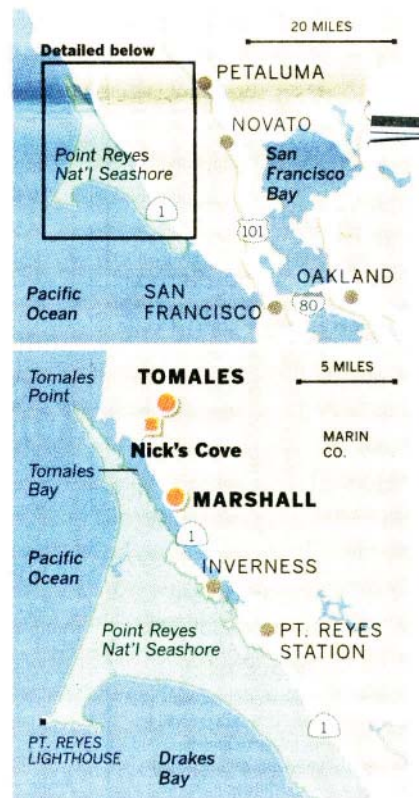 20 MILES
Detailed below
PETALUMA
NOVATO
Point Reyes
Nat'l Seashore
San
Francisco
Bay
1
101
Pacific
Ocean
SAN
FRANCISCO
80
OAKLAND
Tomales
Point
TOMALES
5 MILES
Nick's Cove
MARIN
CO.
Tomales
Bay
MARSHALL
1
Pacific
Ocean
INVERNESS
Point Reyes
Nat'l Seashore
PT. REYES
STATION
1
PT. REYES
LIGHTHOUSE
Drakes
Bay